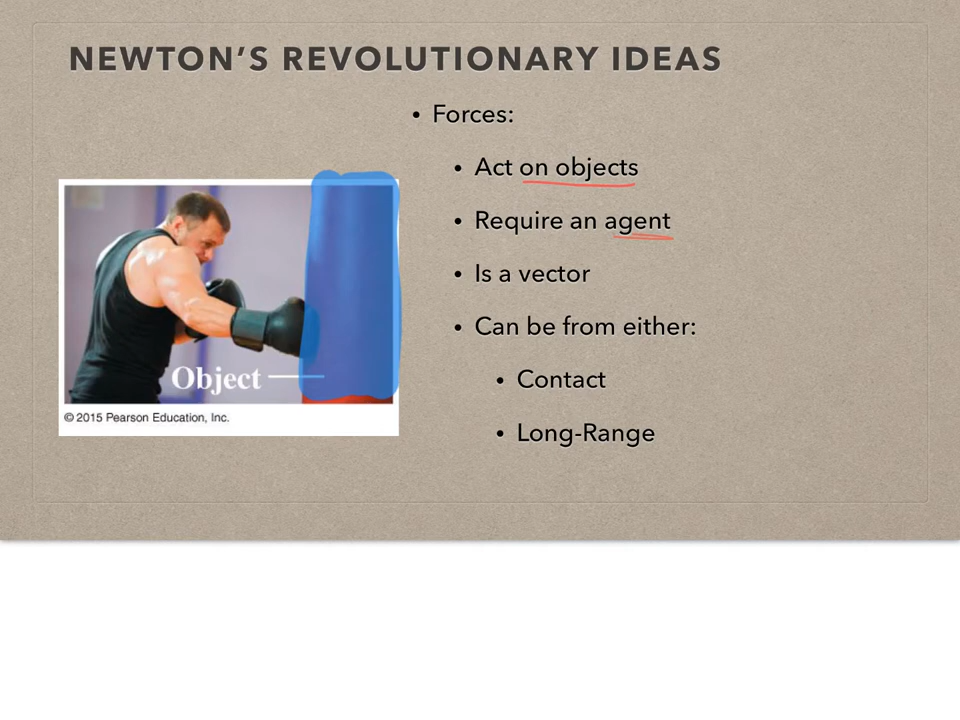 NEWTON'S REVOLUTIONARY IDEAS
• Forces:
• Act on objects
• Require an agent
• Is a vector
• Can be from either:
• Contact
• Long-Range
Object
© 2015 Pearson Education, Inc.